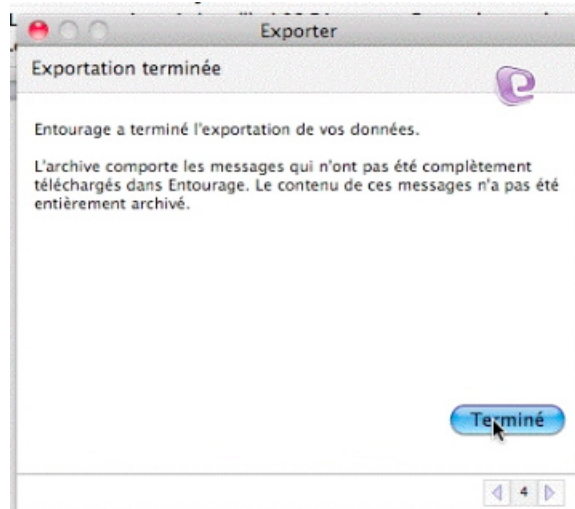 Exporter
Exportation terminée
Entourage a terminé l'exportation de vos données.
L'archive comporte les messages qui n'ont pas été complètement
téléchargés dans Entourage. Le contenu de ces messages n'a pas été
entièrement archivé.
Terminé
4